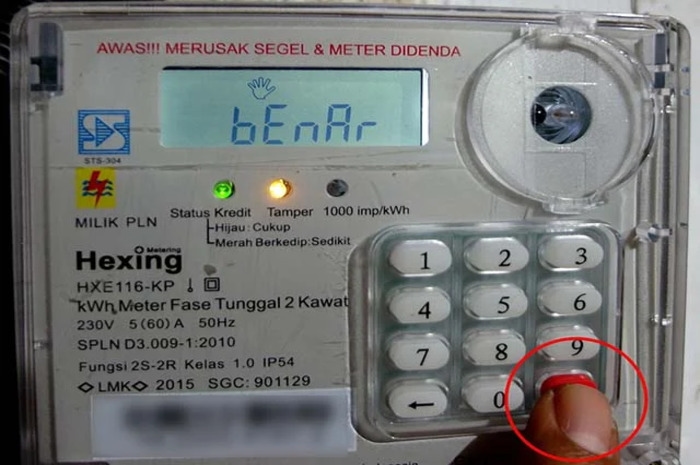 AWAS!!! MERUSAK SEGEL & METER DIDENDA
bEnAr
STS-304
MILIK PLN
Status Kredit Tamper 1000 imp/kWh
Hijau: Cukup
Merah Berkedip:Sedikit
Hexing
Metering
HXE116-KP
kWh Meter Fase Tunggal 2 Kawat
230V 5(60)A 50Hz
SPLN D3.009-1:2010
Fungsi 2S-2R Kelas 1.0 IP54
LMK 2015 SGC: 901129
1 2 3
4 5 6
7 8 9
← 0